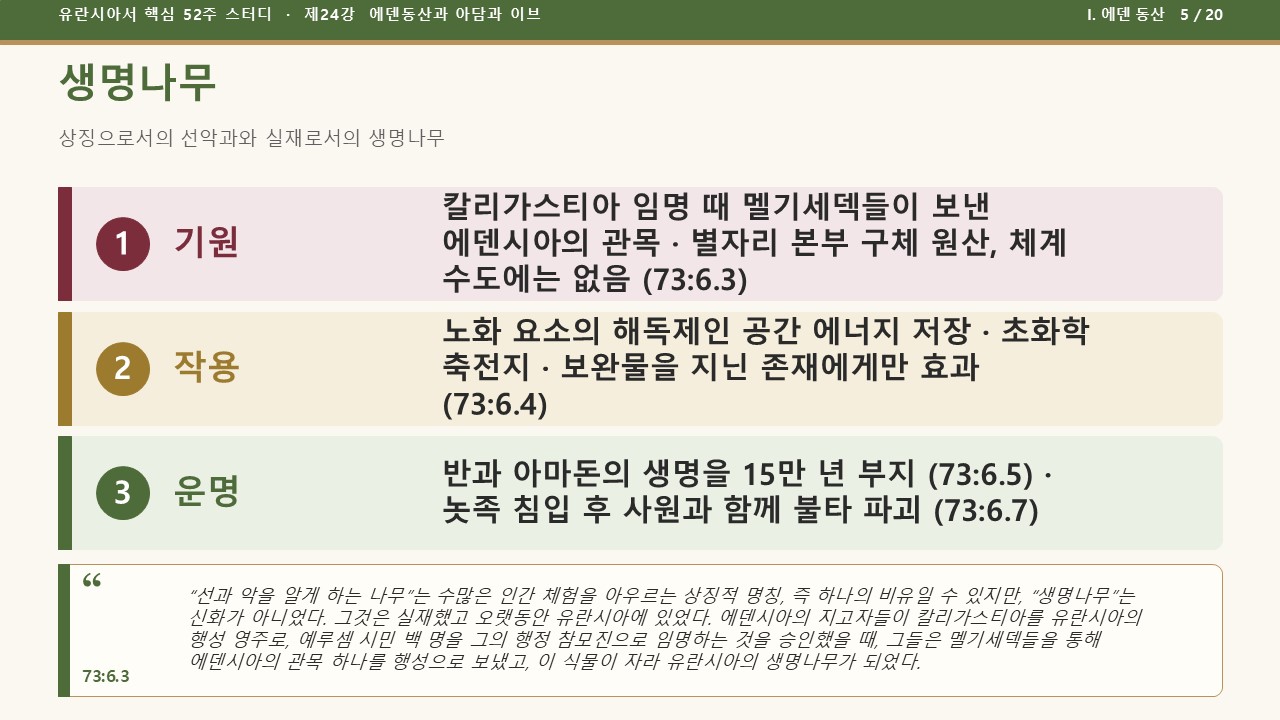 유란시아서 핵심 52주 스터디 · 제24강 에덴동산과 아담과 이브
I. 에덴 동산 5 / 20
생명나무
상징으로서의 선악과와 실재로서의 생명나무
1 기원
칼리가스티아 임명 때 멜기세덱들이 보낸
에덴시아의 관목 · 별자리 본부 구체 원산, 체계
수도에는 없음 (73:6.3)
2 작용
노화 요소의 해독제인 공간 에너지 저장 · 초화학
축전지 · 보완물을 지닌 존재에게만 효과
(73:6.4)
3 운명
반과 아마돈의 생명을 15만 년 부지 (73:6.5) ·
놋족 침입 후 사원과 함께 불타 파괴 (73:6.7)
“
“선과 악을 알게 하는 나무”는 수많은 인간 체험을 아우르는 상징적 명칭, 즉 하나의 비유일 수 있지만, “생명나무”는
신화가 아니었다. 그것은 실재했고 오랫동안 유란시아에 있었다. 에덴시아의 지고자들이 칼리가스티아를 유란시아의
행성 영주로, 예루셈 시민 백 명을 그의 행정 참모진으로 임명하는 것을 승인했을 때, 그들은 멜기세덱들을 통해
에덴시아의 관목 하나를 행성으로 보냈고, 이 식물이 자라 유란시아의 생명나무가 되었다.
73:6.3